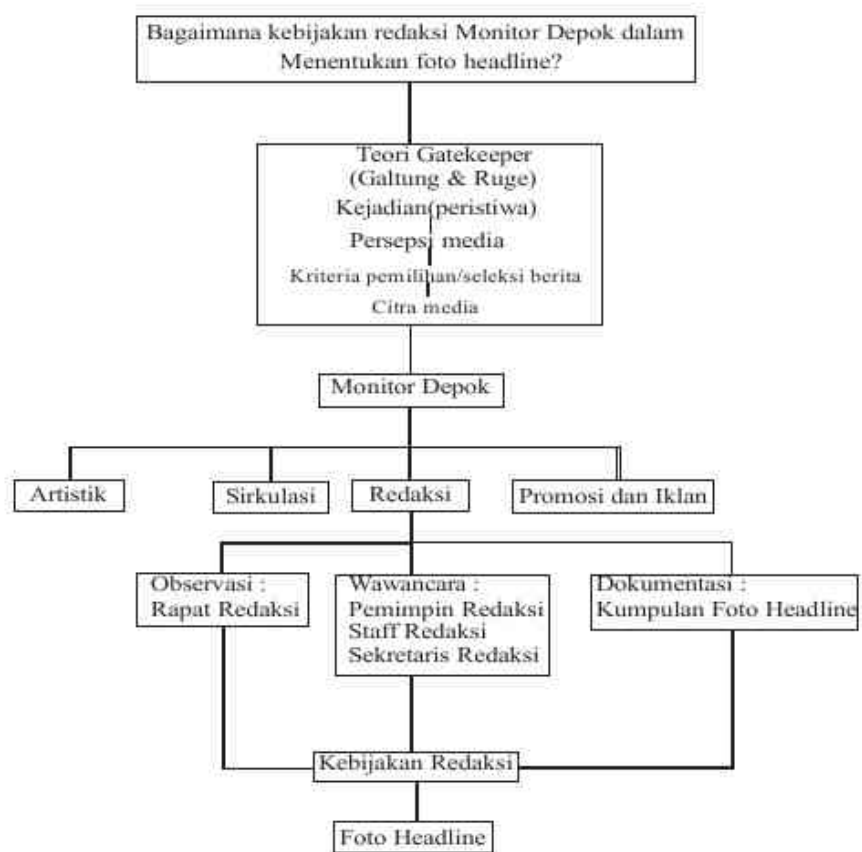 Bagaimana kebijakan redaksi Monitor Depok dalam
Menentukan foto headline?
Teori Gatekeeper
(Galtung & Ruge)
Kejadian(peristiwa)
Persepsi media
Kriteria pemilihan/seleksi berita
Citra media
Monitor Depok
Artistik
Sirkulasi
Redaksi
Promosi dan Iklan
Observasi :
Rapat Redaksi
Wawancara :
Pemimpin Redaksi
Staff Redaksi
Sekretaris Redaksi
Dokumentasi :
Kumpulan Foto Headline
Kebijakan Redaksi
Foto Headline